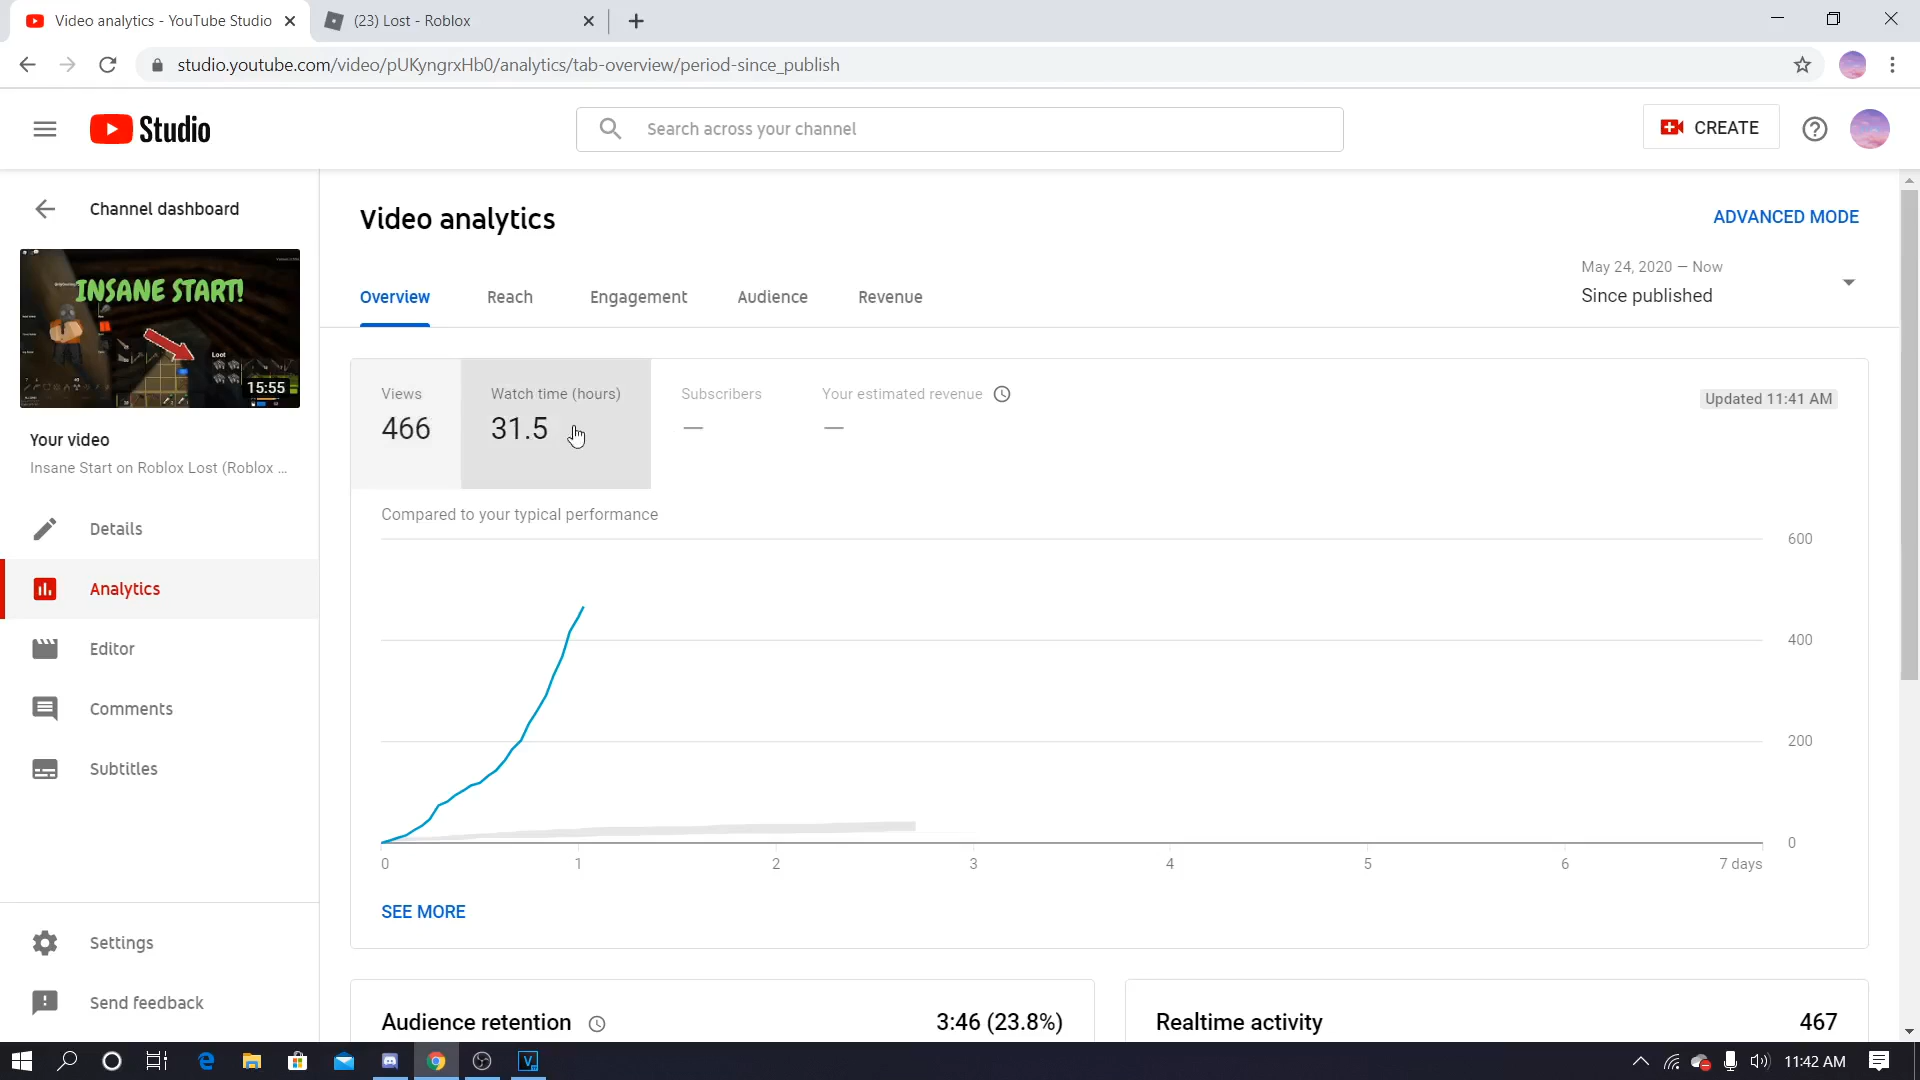 Video analytics - YouTube Studio
(23) Lost - Roblox
studio.youtube.com/video/pUKyngrxHb0/analytics/tab-overview/period-since_publish
Studio
Search across your channel
CREATE
Channel dashboard
INSANE START!
Loot
15:55
Your video
Insane Start on Roblox Lost (Roblox ...
Details
Analytics
Editor
Comments
Subtitles
Settings
Send feedback
Video analytics
ADVANCED MODE
May 24, 2020 – Now
Since published
Overview
Reach
Engagement
Audience
Revenue
Views
466
Watch time (hours)
31.5
Subscribers
—
Your estimated revenue
—
Updated 11:41 AM
Compared to your typical performance
600
400
200
0
0
1
2
3
4
5
6
7 days
SEE MORE
Audience retention
3:46 (23.8%)
Realtime activity
467
11:42 AM